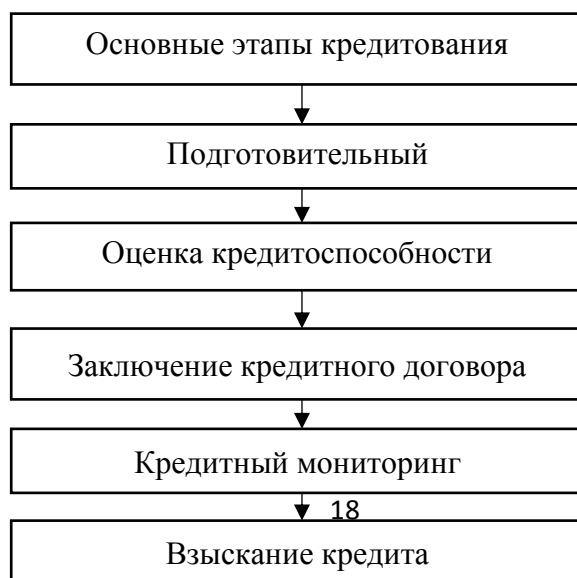 Основные этапы кредитования
Подготовительный
Оценка кредитоспособности
Заключение кредитного договора
Кредитный мониторинг
18
Взыскание кредита